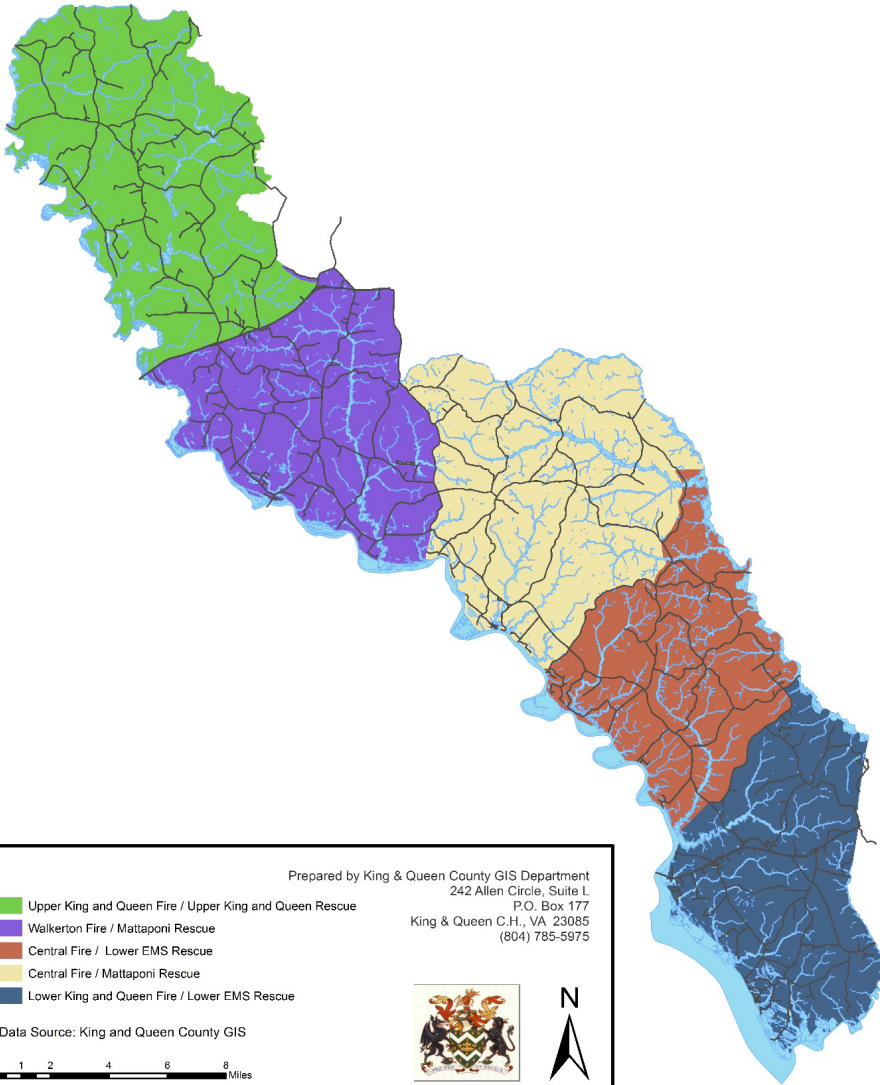 Prepared by King & Queen County GIS Department
242 Allen Circle, Suite L
P.O. Box 177
King & Queen C.H., VA 23085
(804) 785-5975
Upper King and Queen Fire / Upper King and Queen Rescue
Walkerton Fire / Mattaponi Rescue
Central Fire / Lower EMS Rescue
Central Fire / Mattaponi Rescue
Lower King and Queen Fire / Lower EMS Rescue
Data Source: King and Queen County GIS
1 2 4 6 8
Miles
N